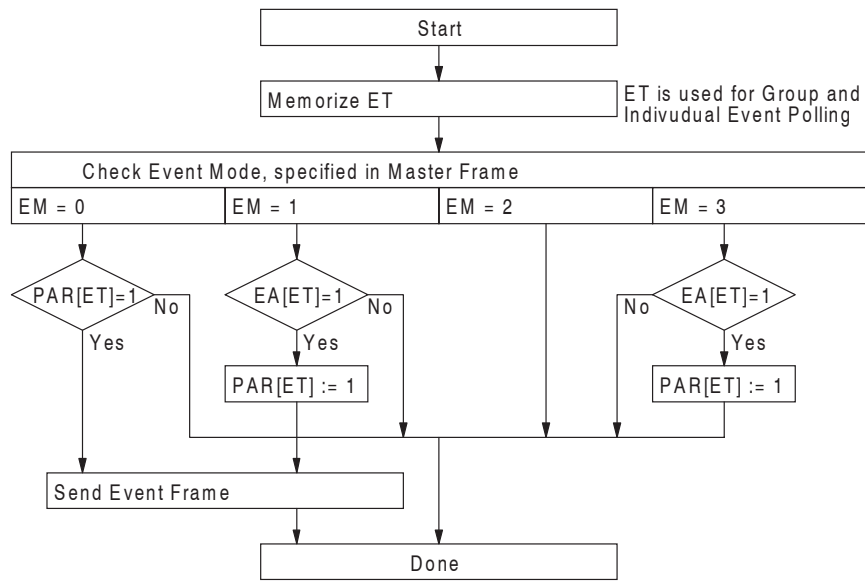 Start
Memorize ET
ET is used for Group and
Indivudual Event Polling
Check Event Mode, specified in Master Frame
EM = 0
EM = 1
EM = 2
EM = 3
PAR[ET]=1
No
EA[ET]=1
No
No
EA[ET]=1
Yes
Yes
Yes
PAR[ET] := 1
PAR[ET] := 1
Send Event Frame
Done